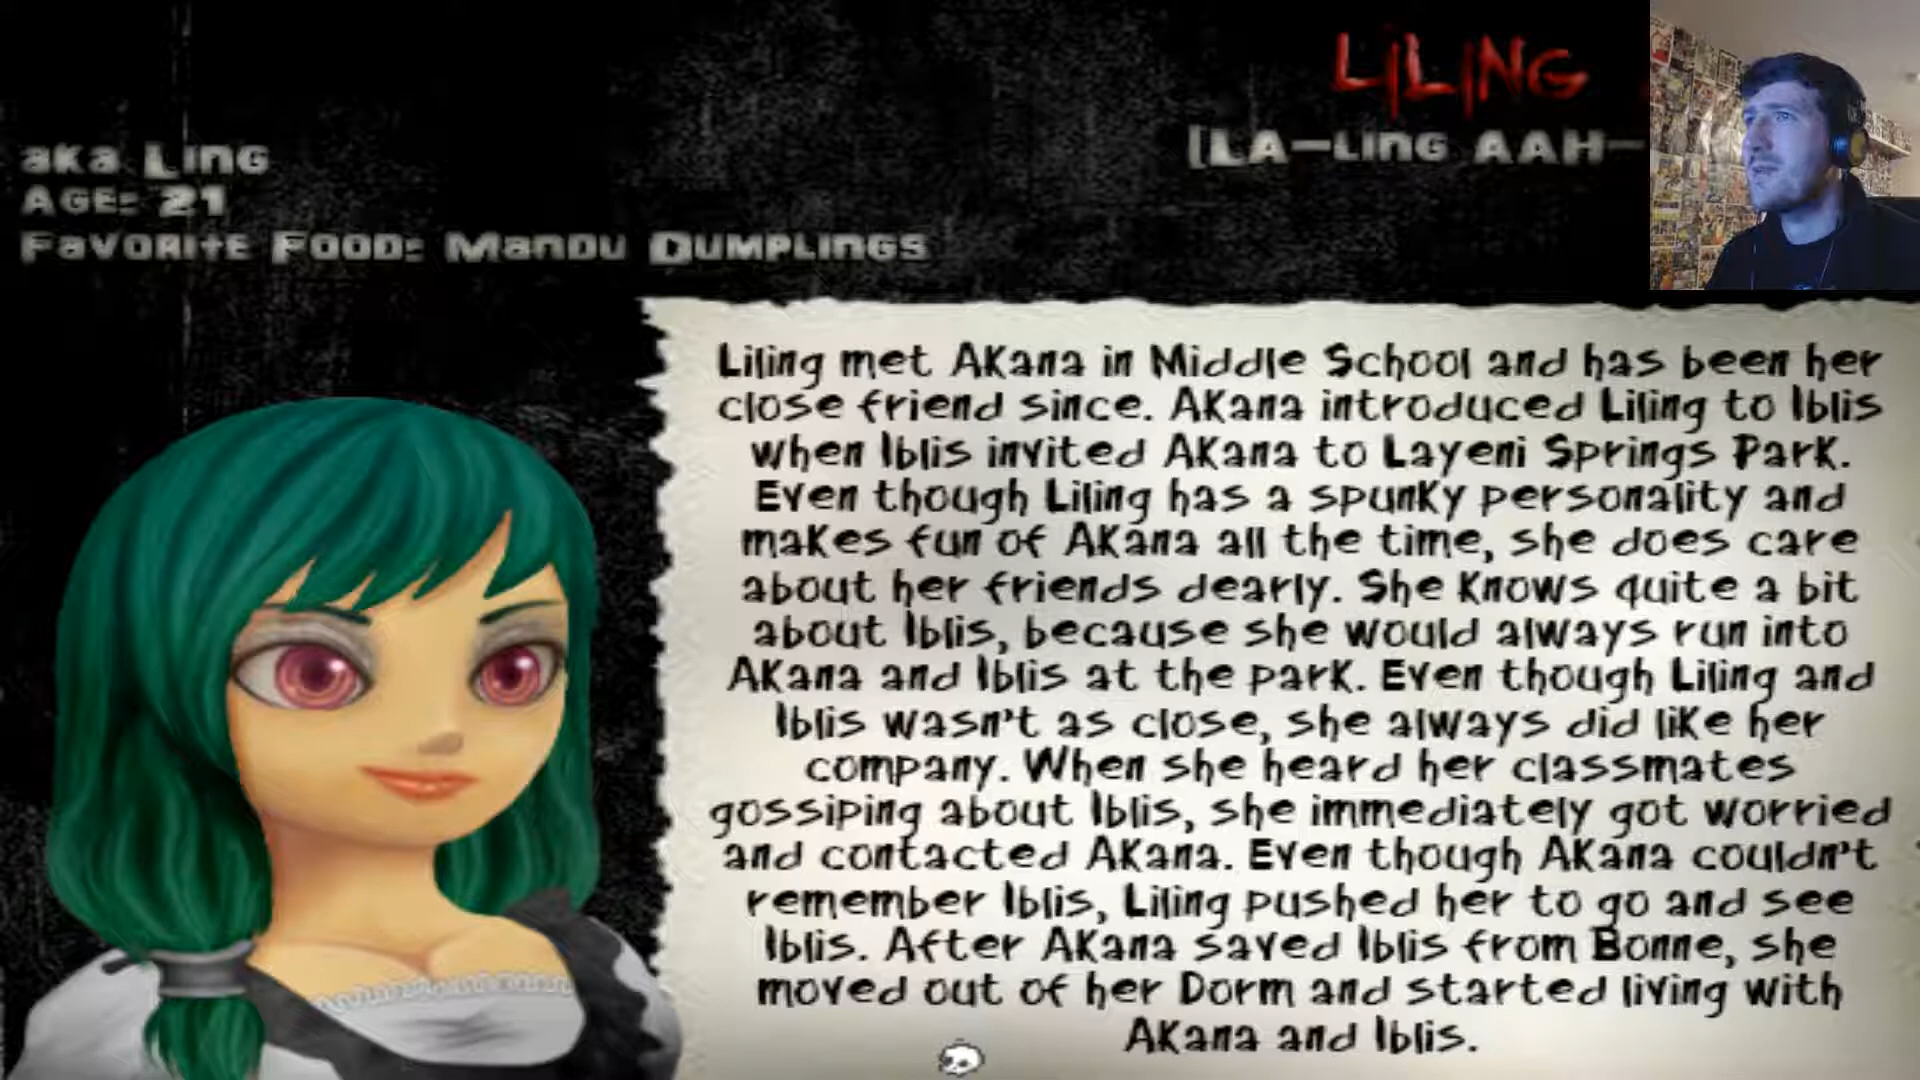 LiLiNG
[LA-Ling AAH-
aka Ling
Age: 21
Favorite Food: Mandu Dumplings
Liling met Akana in Middle School and has been her
close friend since. Akana introduced Liling to Iblis
when Iblis invited Akana to Layeni Springs Park.
Even though Liling has a spunky personality and
makes fun of Akana all the time, she does care
about her friends dearly. She knows quite a bit
about Iblis, because she would always run into
Akana and Iblis at the park. Even though Liling and
Iblis wasn't as close, she always did like her
company. When she heard her classmates
gossiping about Iblis, she immediately got worried
and contacted Akana. Even though Akana couldn't
remember Iblis, Liling pushed her to go and see
Iblis. After Akana saved Iblis from Bonne, she
moved out of her Dorm and started living with
Akana and Iblis.